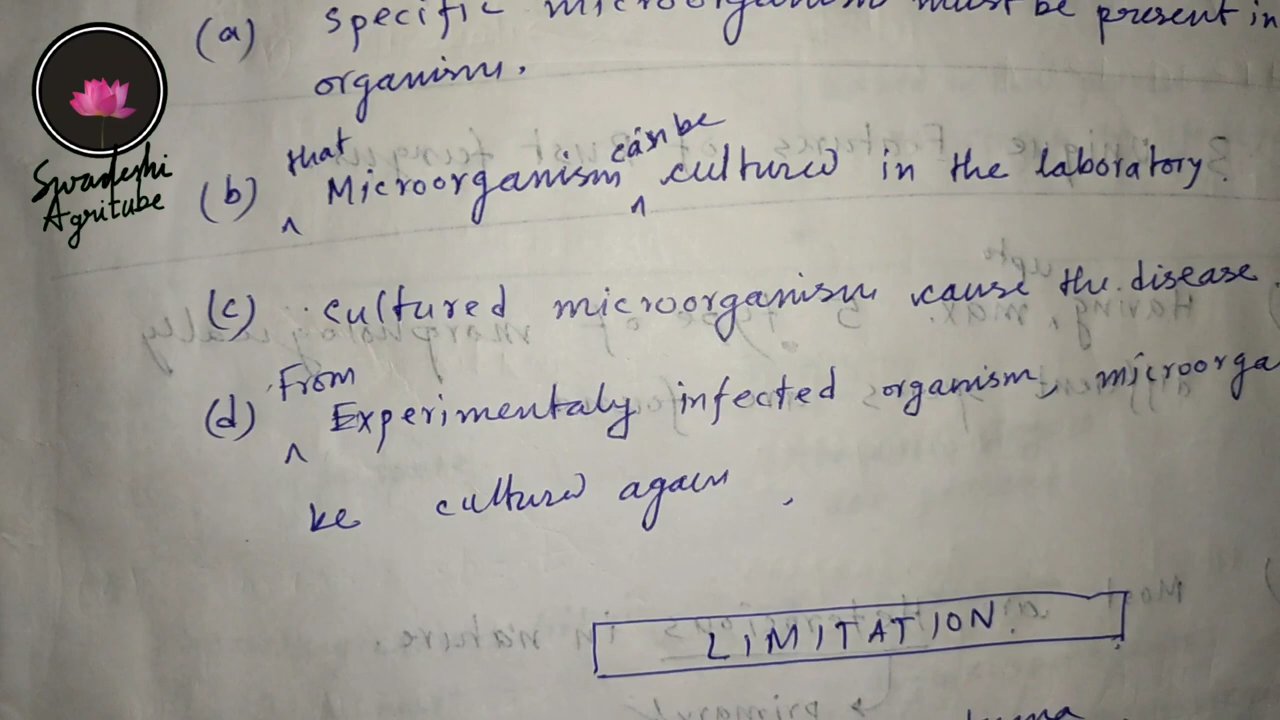 (a) specific microorganism must be present in
organism.
that can be
(b) Microorganism cultured in the laboratory.
(c) cultured microorganism cause the disease.
From
(d) Experimentaly infected organism, microorga
be cultured again
LIMITATION.
Swadeshi
Agritube